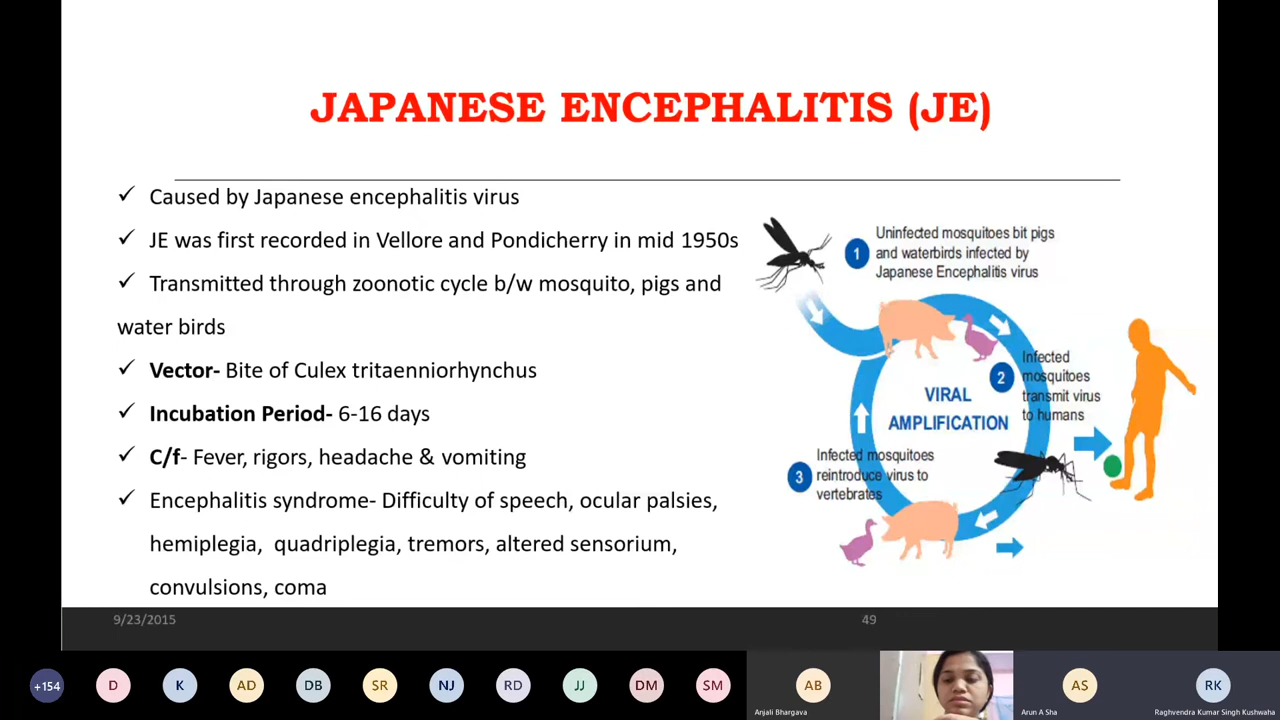 JAPANESE ENCEPHALITIS (JE)
✓ Caused by Japanese encephalitis virus
✓ JE was first recorded in Vellore and Pondicherry in mid 1950s
✓ Transmitted through zoonotic cycle b/w mosquito, pigs and
water birds
✓ Vector- Bite of Culex tritaenniorhynchus
✓ Incubation Period- 6-16 days
✓ C/f- Fever, rigors, headache & vomiting
✓ Encephalitis syndrome- Difficulty of speech, ocular palsies,
hemiplegia, quadriplegia, tremors, altered sensorium,
convulsions, coma
1
Uninfected mosquitoes bit pigs
and waterbirds infected by
Japanese Encephalitis virus
2
Infected
mosquitoes
transmit virus
to humans
VIRAL
AMPLIFICATION
3
Infected mosquitoes
reintroduce virus to
vertebrates
9/23/2015
49
+154
D
K
AD
DB
SR
NJ
RD
JJ
DM
SM
AB
Anjali Bhargava
AS
Arun A Sha
RK
Raghvendra Kumar Singh Kushwaha